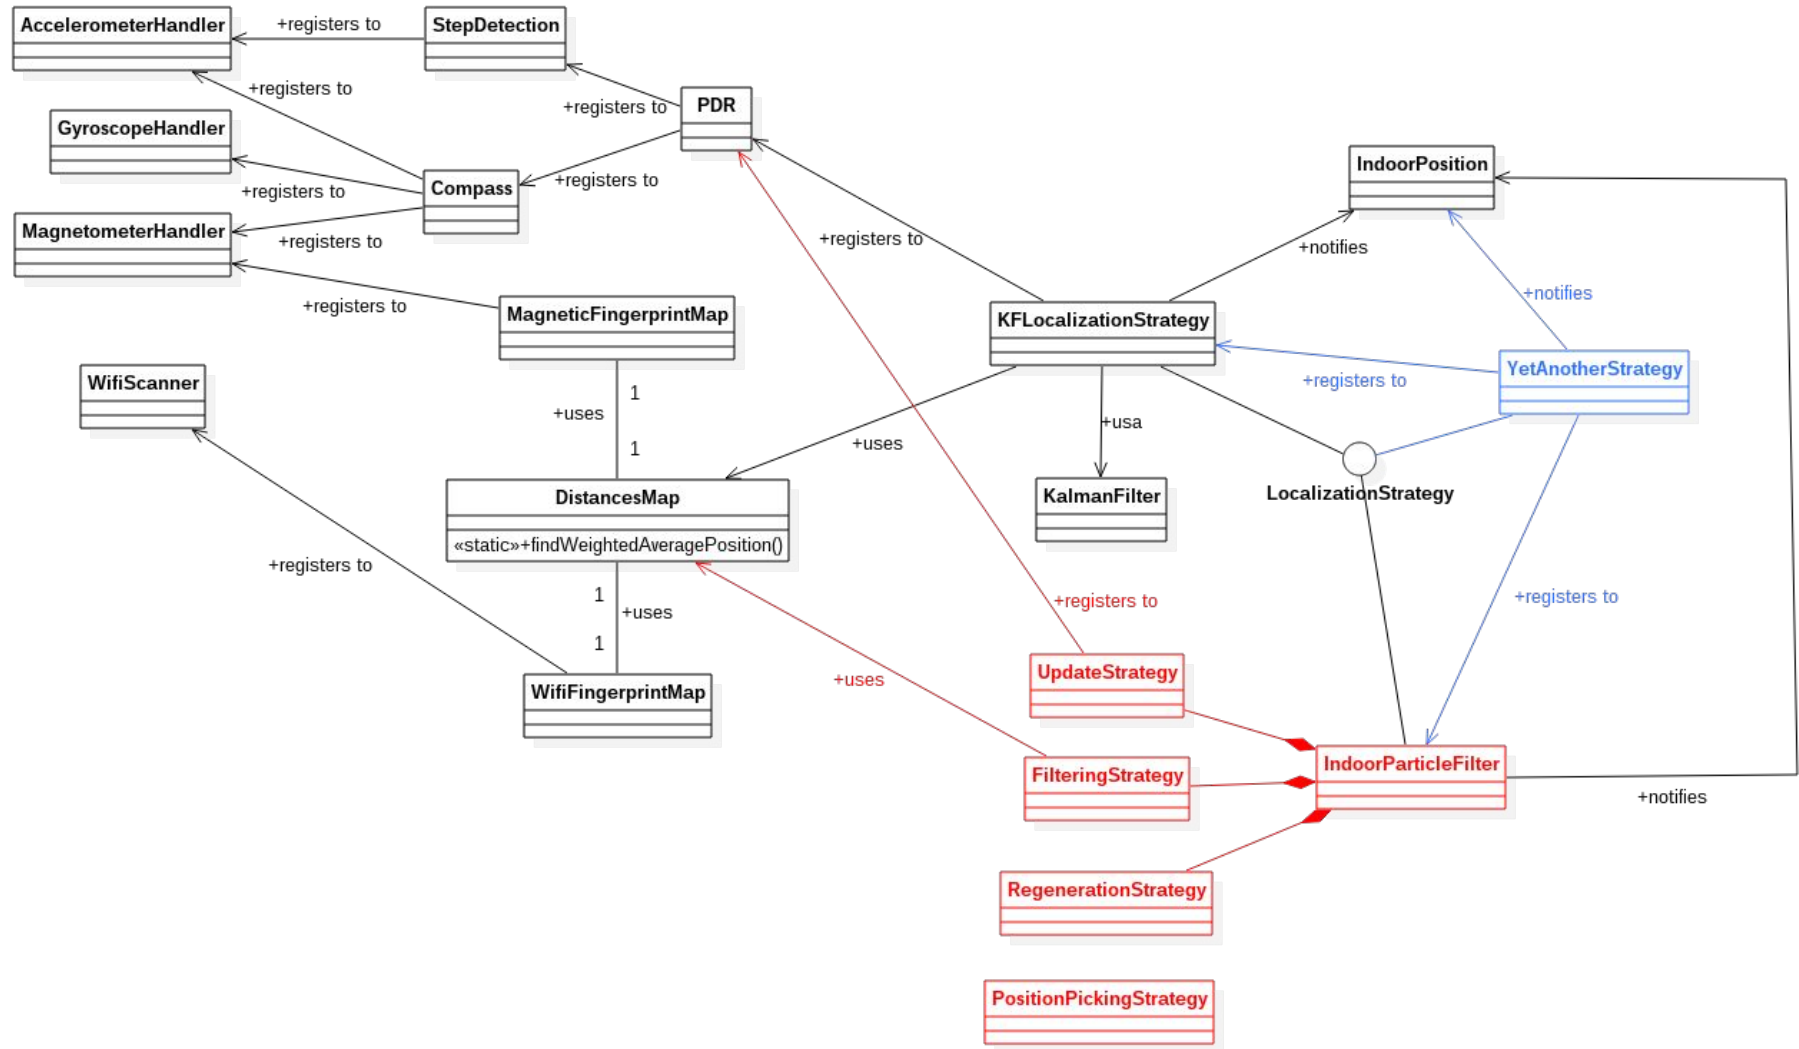 AccelerometerHandler
+registers to
StepDetection
+registers to
+registers to
PDR
GyroscopeHandler
+registers to
Compass
+registers to
MagnetometerHandler
+registers to
+registers to
IndoorPosition
+registers to
+notifies
+notifies
MagneticFingerprintMap
KFLocalizationStrategy
WifiScanner
1
+uses
1
+registers to
YetAnotherStrategy
+uses
+usa
DistancesMap
«static»+findWeightedAveragePosition()
KalmanFilter
LocalizationStrategy
+registers to
1
+uses
1
+registers to
+registers to
WifiFingerprintMap
+uses
UpdateStrategy
FilteringStrategy
IndoorParticleFilter
+notifies
RegenerationStrategy
PositionPickingStrategy